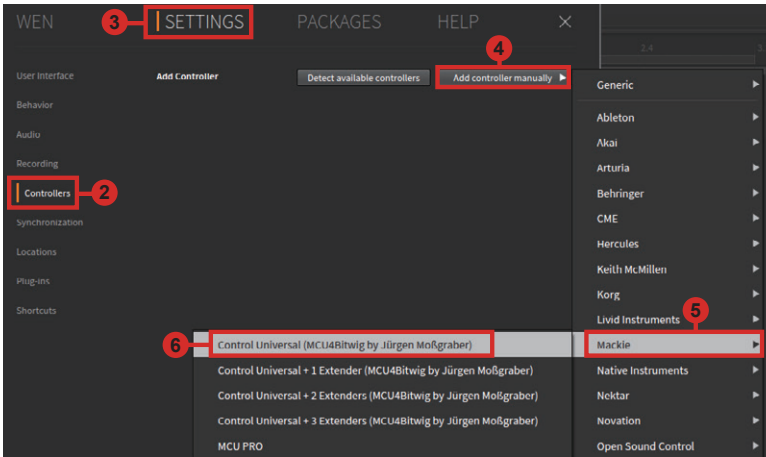 WEN
3
SETTINGS
PACKAGES
HELP
×
4
2.4
3.
User Interface
Add Controller
Detect available controllers
Add controller manually
Generic
Behavior
Ableton
Audio
Akai
Recording
Arturia
Controllers
2
Behringer
Synchronization
CME
Locations
Hercules
Plug-ins
Keith McMillen
Shortcuts
Korg
5
Livid Instruments
6
Control Universal (MCU4Bitwig by Jürgen Moßgraber)
Mackie
Control Universal + 1 Extender (MCU4Bitwig by Jürgen Moßgraber)
Native Instruments
Control Universal + 2 Extenders (MCU4Bitwig by Jürgen Moßgraber)
Nektar
Control Universal + 3 Extenders (MCU4Bitwig by Jürgen Moßgraber)
Novation
MCU PRO
Open Sound Control